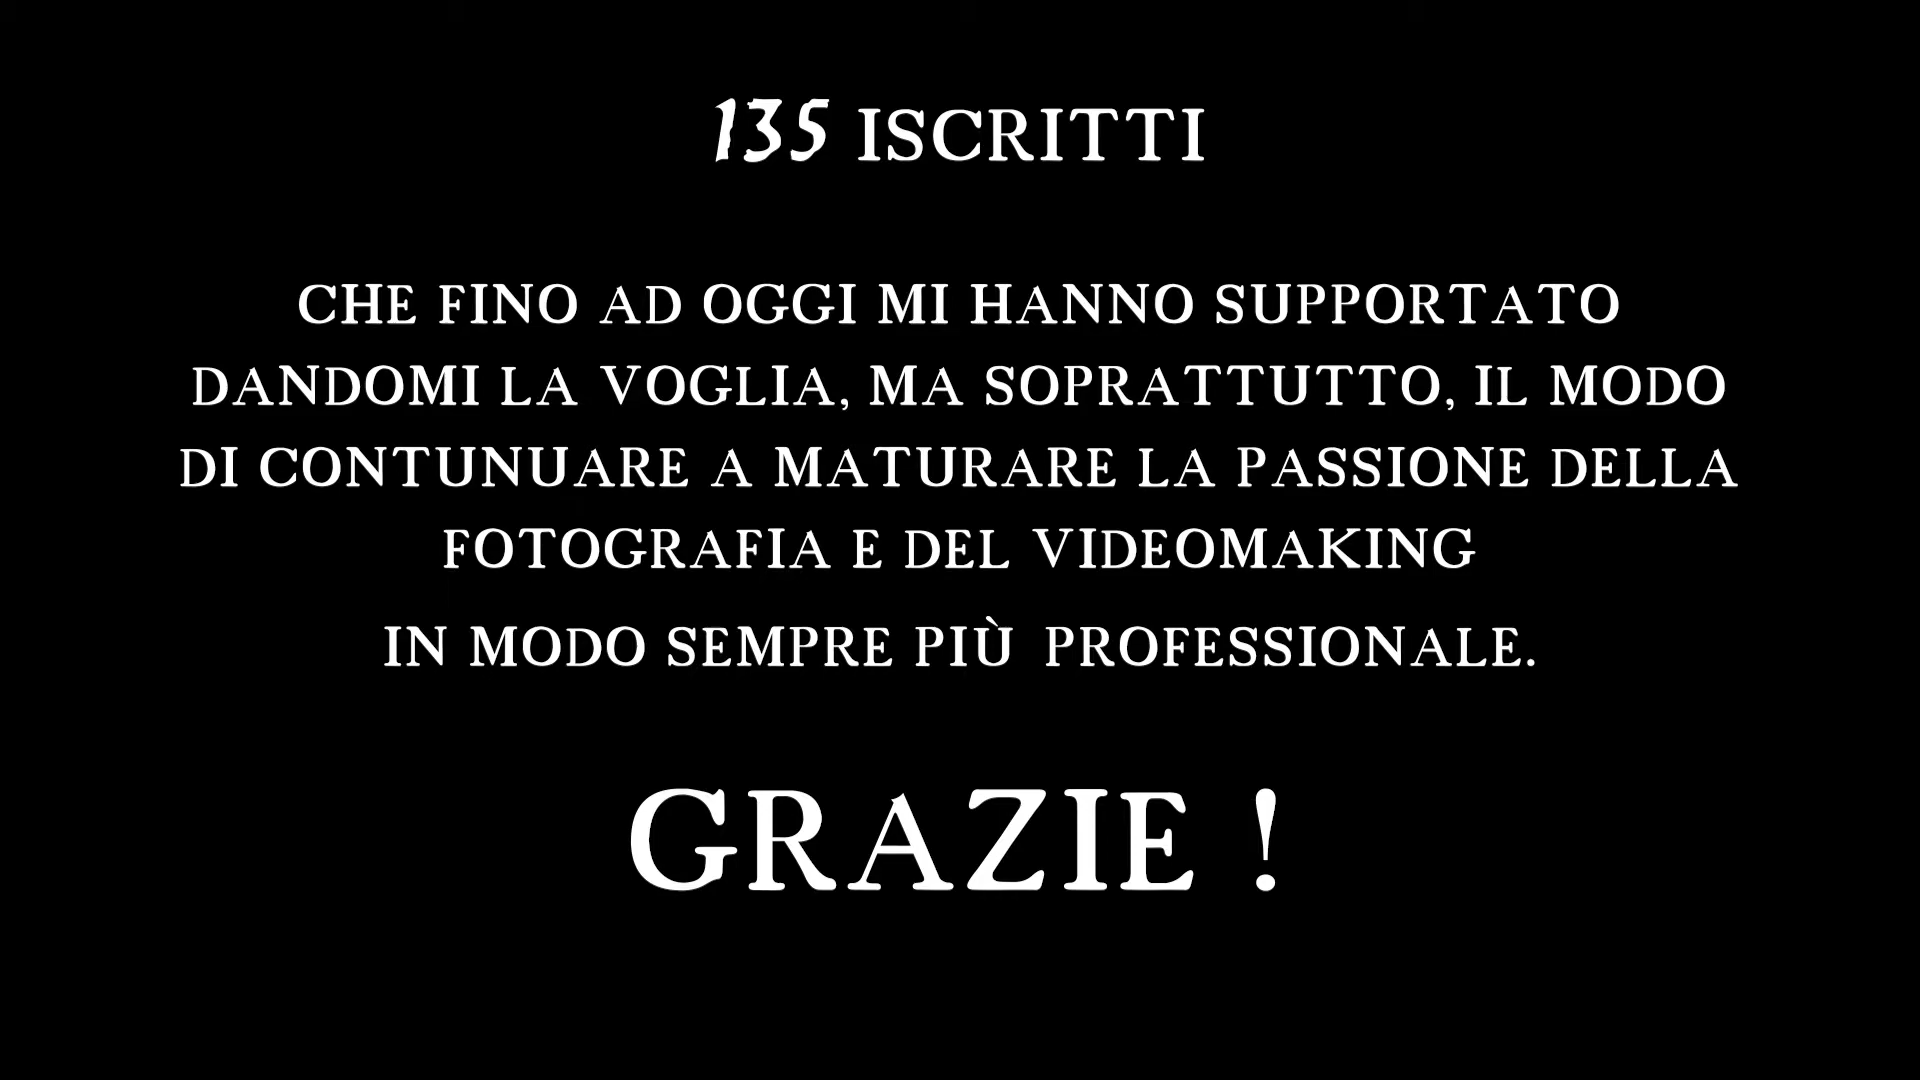 135 ISCRITTI
CHE FINO AD OGGI MI HANNO SUPPORTATO
DANDOMI LA VOGLIA, MA SOPRATTUTTO, IL MODO
DI CONTUNUARE A MATURARE LA PASSIONE DELLA
FOTOGRAFIA E DEL VIDEOMAKING
IN MODO SEMPRE PIÙ PROFESSIONALE.
GRAZIE !